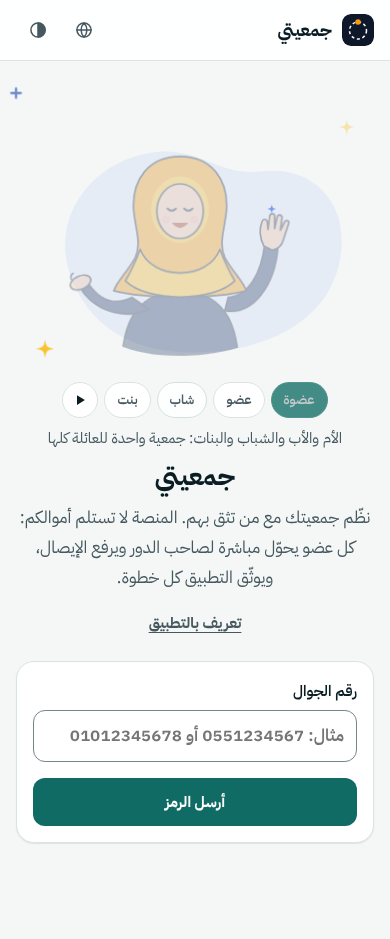 جمعيتي
عضوة
عضو
شاب
بنت
الأم والأب والشباب والبنات: جمعية واحدة للعائلة كلها
جمعيتي
نظّم جمعيتك مع من تثق بهم. المنصة لا تستلم أموالكم:
كل عضو يحوّل مباشرة لصاحب الدور ويرفع الإيصال،
ويوثّق التطبيق كل خطوة.
تعريف بالتطبيق
رقم الجوال
مثال: 0551234567 أو 01012345678
أرسل الرمز